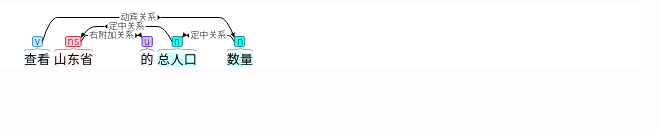 动宾关系
定中关系
右附加关系 定中关系
v ns u n n
查看 山东省 的 总人口 数量